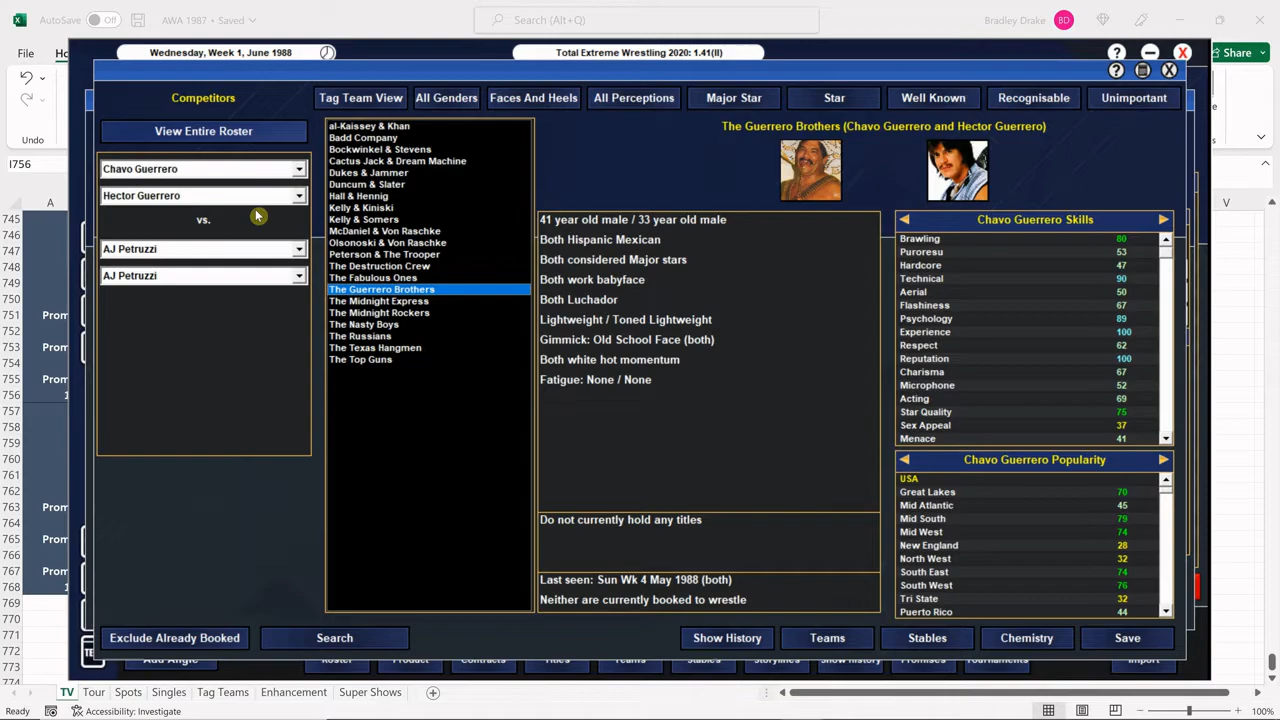 AutoSave Off AWA 1987 • Saved Search (Alt+Q) Bradley Drake BD
File Share
Wednesday, Week 1, June 1988 Total Extreme Wrestling 2020: 1.41(II) ? X
? X
Competitors Tag Team View All Genders Faces And Heels All Perceptions Major Star Star Well Known Recognisable Unimportant
View Entire Roster
Chavo Guerrero
Hector Guerrero
vs.
AJ Petruzzi
AJ Petruzzi
al-Kaissey & Khan
Badd Company
Bockwinkel & Stevens
Cactus Jack & Dream Machine
Dukes & Jammer
Duncum & Slater
Hall & Hennig
Kelly & Kiniski
Kelly & Somers
McDaniel & Von Raschke
Olsonoski & Von Raschke
Peterson & The Trooper
The Destruction Crew
The Fabulous Ones
The Guerrero Brothers
The Midnight Express
The Midnight Rockers
The Nasty Boys
The Russians
The Texas Hangmen
The Top Guns
The Guerrero Brothers (Chavo Guerrero and Hector Guerrero)
41 year old male / 33 year old male
Both Hispanic Mexican
Both considered Major stars
Both work babyface
Both Luchador
Lightweight / Toned Lightweight
Gimmick: Old School Face (both)
Both white hot momentum
Fatigue: None / None
Do not currently hold any titles
Last seen: Sun Wk 4 May 1988 (both)
Neither are currently booked to wrestle
Chavo Guerrero Skills
Brawling 80
Puroresu 53
Hardcore 47
Technical 90
Aerial 50
Flashiness 67
Psychology 89
Experience 100
Respect 62
Reputation 100
Charisma 67
Microphone 52
Acting 69
Star Quality 75
Sex Appeal 37
Menace 41
Chavo Guerrero Popularity
USA
Great Lakes 70
Mid Atlantic 45
Mid South 79
Mid West 74
New England 28
North West 32
South East 74
South West 76
Tri State 32
Puerto Rico 44
Exclude Already Booked Search Show History Teams Stables Chemistry Save
Undo
I756
A V
745
746
747
748
751 Prom
Prom
755 Prom
756 1
757
759
760
761
762
763 Prom
764
765
766 Prom
1
769
771
773
774
TV Tour Spots Singles Tag Teams Enhancement Super Shows
Ready Accessibility: Investigate 100%